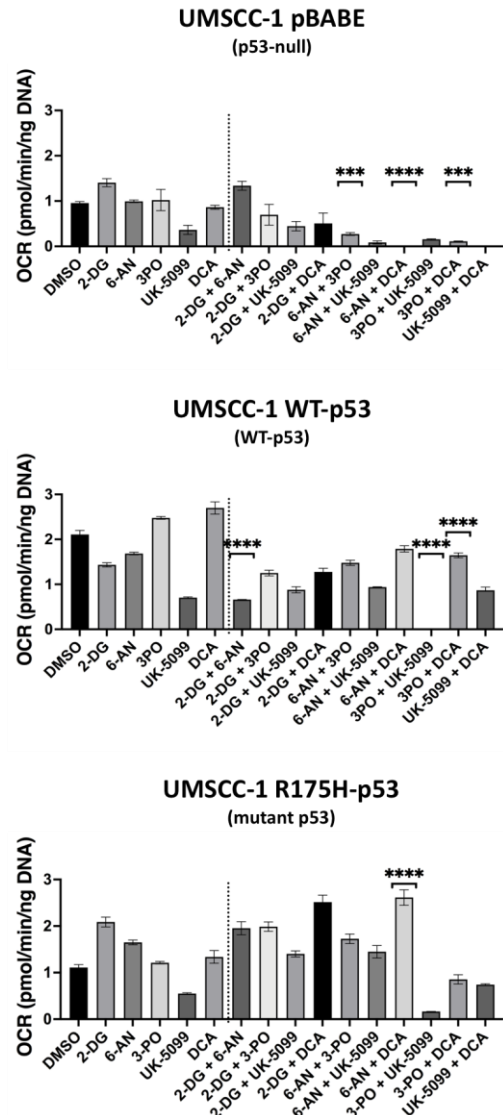 UMSCC-1 pBABE
(p53-null)
OCR (pmol/min/ng DNA)
3
2
1
0
*** **** ***
DMSO
2-DG
6-AN
3PO
UK-5099
DCA
2-DG + 6-AN
2-DG + 3PO
2-DG + UK-5099
2-DG + DCA
6-AN + 3PO
6-AN + UK-5099
6-AN + DCA
3PO + UK-5099
3PO + DCA
UK-5099 + DCA
UMSCC-1 WT-p53
(WT-p53)
OCR (pmol/min/ng DNA)
3
2
1
0
**** **** ****
DMSO
2-DG
6-AN
3PO
UK-5099
DCA
2-DG + 6-AN
2-DG + 3PO
2-DG + UK-5099
2-DG + DCA
6-AN + 3PO
6-AN + UK-5099
6-AN + DCA
3PO + UK-5099
3PO + DCA
UK-5099 + DCA
UMSCC-1 R175H-p53
(mutant p53)
OCR (pmol/min/ng DNA)
3
2
1
0
****
DMSO
2-DG
6-AN
3-PO
UK-5099
DCA
2-DG + 6-AN
2-DG + 3-PO
2-DG + UK-5099
2-DG + DCA
6-AN + 3-PO
6-AN + UK-5099
6-AN + DCA
3-PO + UK-5099
3-PO + DCA
UK-5099 + DCA